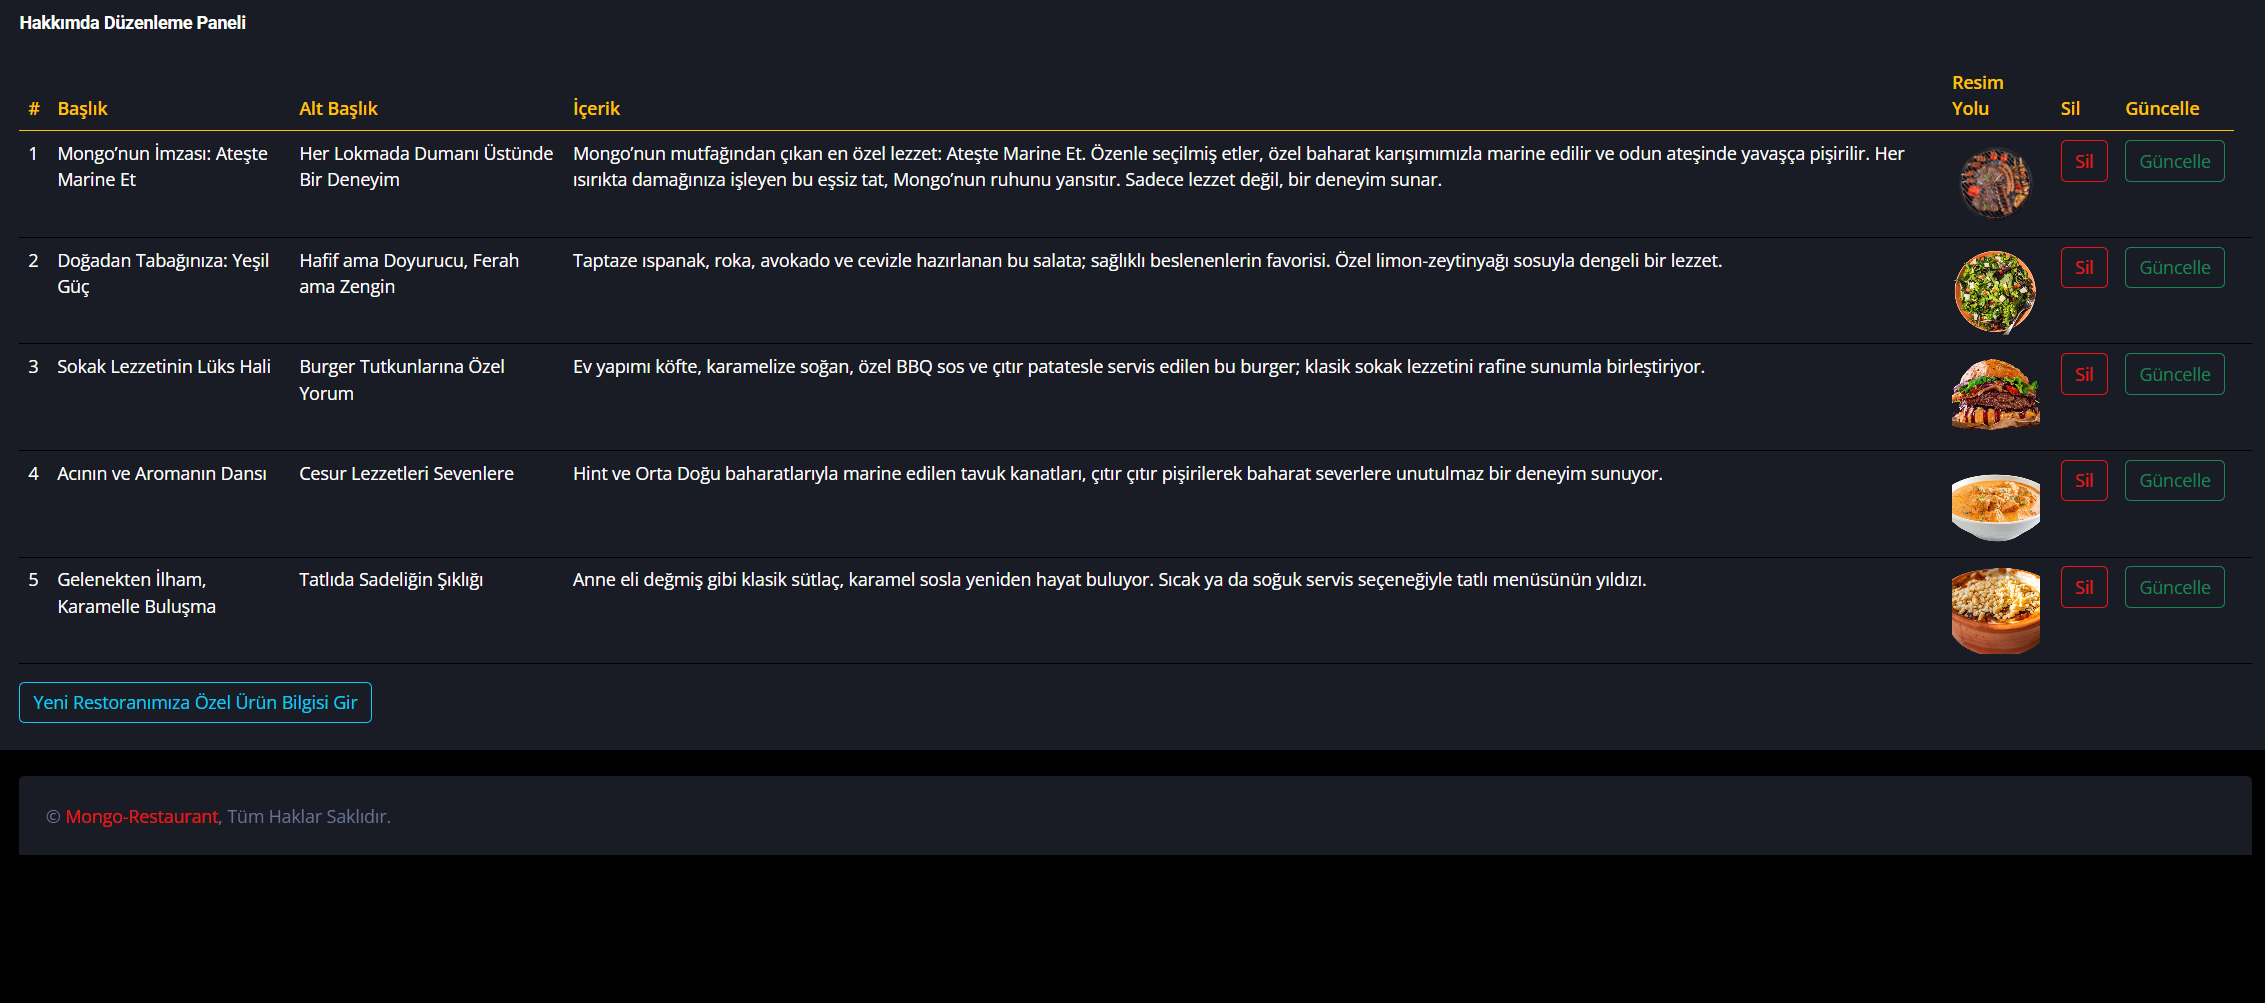 Hakkımda Düzenleme Paneli
# Başlık Alt Başlık İçerik Resim Yolu Sil Güncelle
1 Mongo’nun İmzası: Ateşte Marine Et Her Lokmada Dumanı Üstünde Bir Deneyim Mongo’nun mutfağından çıkan en özel lezzet: Ateşte Marine Et. Özenle seçilmiş etler, özel baharat karışımımızla marine edilir ve odun ateşinde yavaşça pişirilir. Her ısırıkta damağınıza işleyen bu eşsiz tat, Mongo’nun ruhunu yansıtır. Sadece lezzet değil, bir deneyim sunar. Sil Güncelle
2 Doğadan Tabağınıza: Yeşil Güç Hafif ama Doyurucu, Ferah ama Zengin Taptaze ıspanak, roka, avokado ve cevizle hazırlanan bu salata; sağlıklı beslenenlerin favorisi. Özel limon-zeytinyağı sosuyla dengeli bir lezzet. Sil Güncelle
3 Sokak Lezzetinin Lüks Hali Burger Tutkunlarına Özel Yorum Ev yapımı köfte, karamelize soğan, özel BBQ sos ve çıtır patatesle servis edilen bu burger; klasik sokak lezzetini rafine sunumla birleştiriyor. Sil Güncelle
4 Acının ve Aromanın Dansı Cesur Lezzetleri Sevenlere Hint ve Orta Doğu baharatlarıyla marine edilen tavuk kanatları, çıtır çıtır pişirilerek baharat severlere unutulmaz bir deneyim sunuyor. Sil Güncelle
5 Gelenekten İlham, Karamelle Buluşma Tatlıda Sadeliğin Şıklığı Anne eli değmiş gibi klasik sütlaç, karamel sosla yeniden hayat buluyor. Sıcak ya da soğuk servis seçeneğiyle tatlı menüsünün yıldızı. Sil Güncelle
Yeni Restoranımıza Özel Ürün Bilgisi Gir
© Mongo-Restaurant, Tüm Haklar Saklıdır.